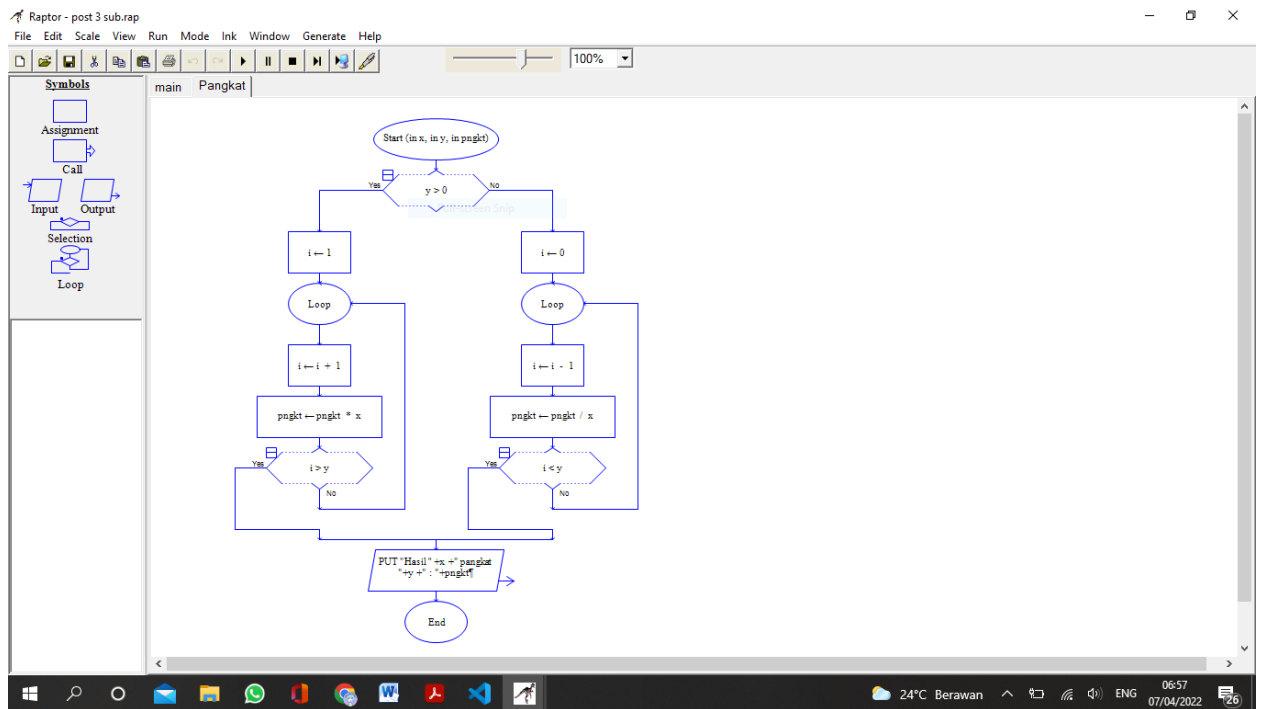 Raptor - post 3 sub.rap
File Edit Scale View Run Mode Ink Window Generate Help
100%
Symbols
Assignment
Call
Input Output
Selection
Loop
main Pangkat
Start (in x, in y, in pngkt)
Yes y > 0 No
Screen Snip
i ← 1 i ← 0
Loop Loop
i ← i + 1 i ← i - 1
pngkt ← pngkt * x pngkt ← pngkt / x
Yes i > y Yes i < y
No No
PUT "Hasil" +x +" pangkat
"+y +" : "+pngkt¶
End
24°C Berawan ENG 06:57
07/04/2022 26